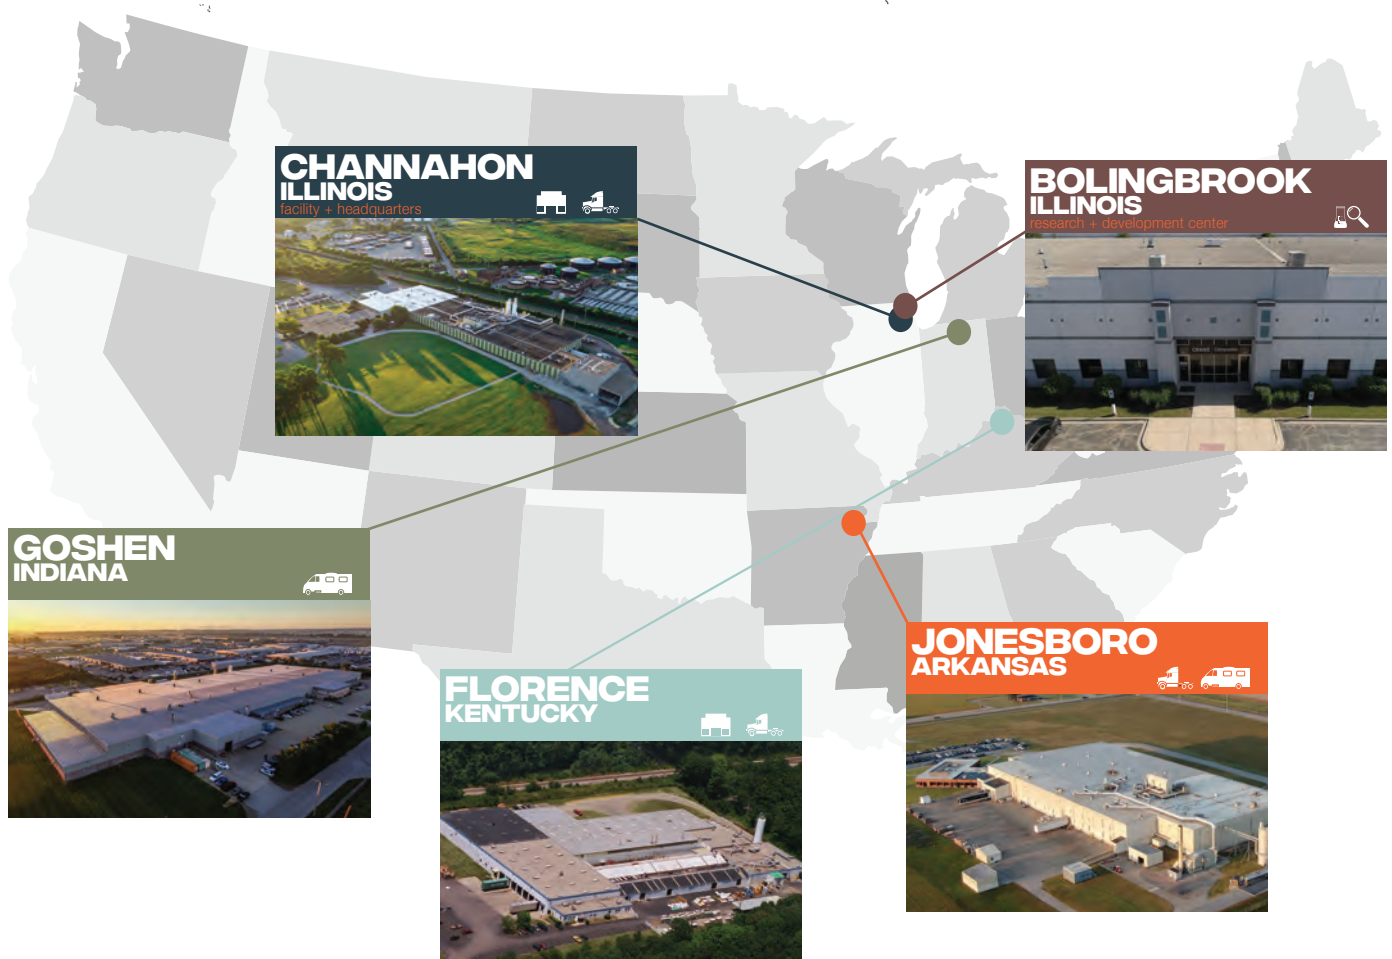 CHANNAHON
ILLINOIS
facility + headquarters
BOLINGBROOK
ILLINOIS
research + development center
GOSHEN
INDIANA
FLORENCE
KENTUCKY
JONESBORO
ARKANSAS